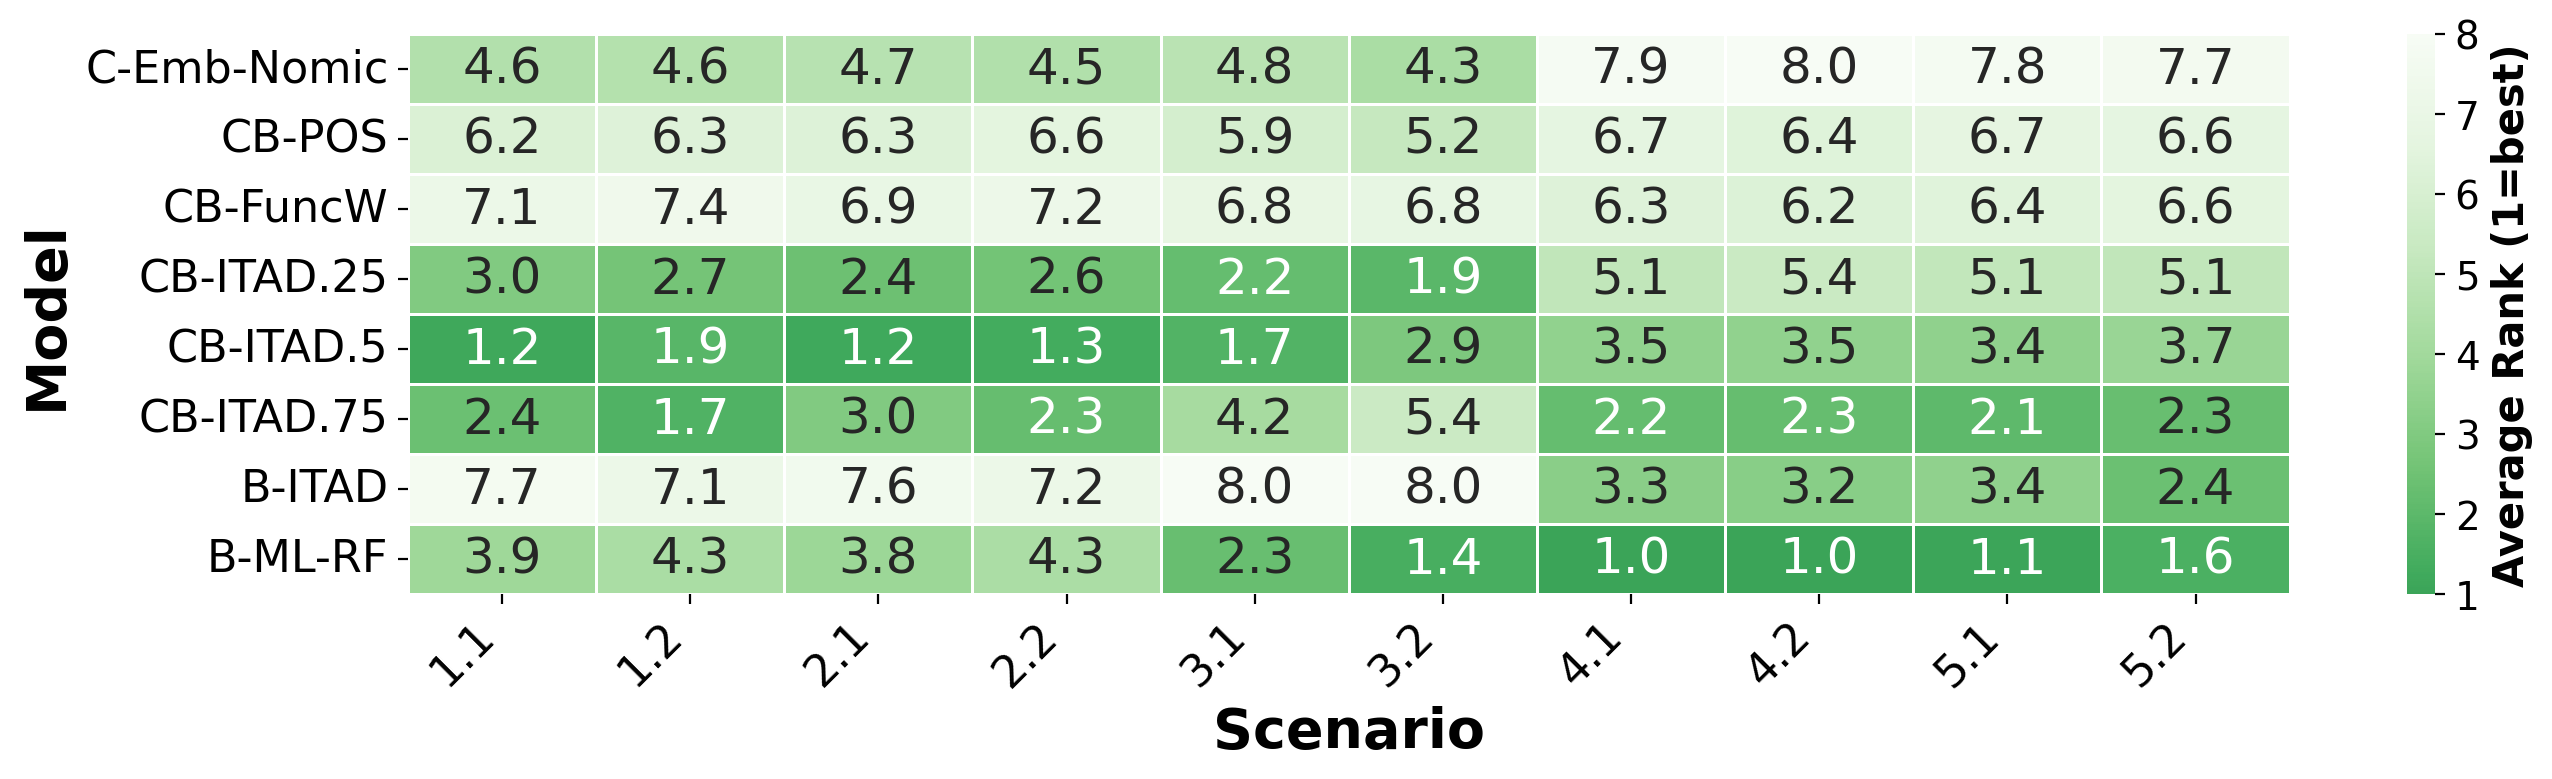 C-Emb-Nomic 4.6 4.6 4.7 4.5 4.8 4.3 7.9 8.0 7.8 7.7
CB-POS 6.2 6.3 6.3 6.6 5.9 5.2 6.7 6.4 6.7 6.6
CB-FuncW 7.1 7.4 6.9 7.2 6.8 6.8 6.3 6.2 6.4 6.6
CB-ITAD.25 3.0 2.7 2.4 2.6 2.2 1.9 5.1 5.4 5.1 5.1
CB-ITAD.5 1.2 1.9 1.2 1.3 1.7 2.9 3.5 3.5 3.4 3.7
CB-ITAD.75 2.4 1.7 3.0 2.3 4.2 5.4 2.2 2.3 2.1 2.3
B-ITAD 7.7 7.1 7.6 7.2 8.0 8.0 3.3 3.2 3.4 2.4
B-ML-RF 3.9 4.3 3.8 4.3 2.3 1.4 1.0 1.0 1.1 1.6
Model
1.1 1.2 2.1 2.2 3.1 3.2 4.1 4.2 5.1 5.2
Scenario
8
7
6
5
4
3
2
1
Average Rank (1=best)